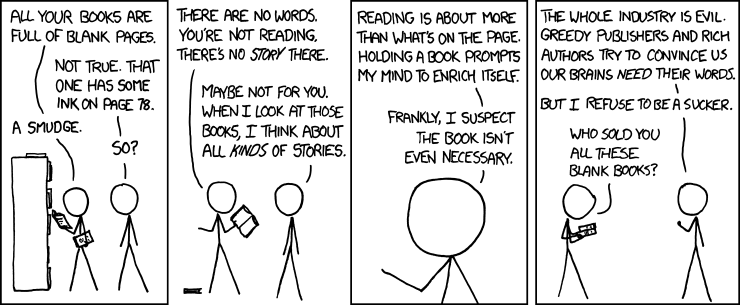 ALL YOUR BOOKS ARE
FULL OF BLANK PAGES.
NOT TRUE. THAT
ONE HAS SOME
INK ON PAGE 78.
A SMUDGE.
SO?
THERE ARE NO WORDS.
YOU'RE NOT READING.
THERE'S NO STORY THERE.
MAYBE NOT FOR YOU.
WHEN I LOOK AT THOSE
BOOKS, I THINK ABOUT
ALL KINDS OF STORIES.
READING IS ABOUT MORE
THAN WHAT'S ON THE PAGE.
HOLDING A BOOK PROMPTS
MY MIND TO ENRICH ITSELF.
FRANKLY, I SUSPECT
THE BOOK ISN'T
EVEN NECESSARY.
THE WHOLE INDUSTRY IS EVIL.
GREEDY PUBLISHERS AND RICH
AUTHORS TRY TO CONVINCE US
OUR BRAINS NEED THEIR WORDS.
BUT I REFUSE TO BE A SUCKER.
WHO SOLD YOU
ALL THESE
BLANK BOOKS?